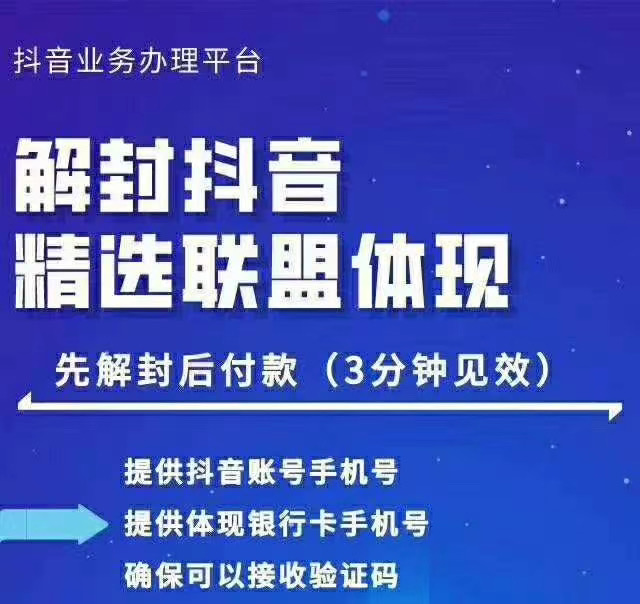 抖音业务办理平台
解封抖音
精选联盟体现
先解封后付款（3分钟见效）
提供抖音账号手机号
提供体现银行卡手机号
确保可以接收验证码